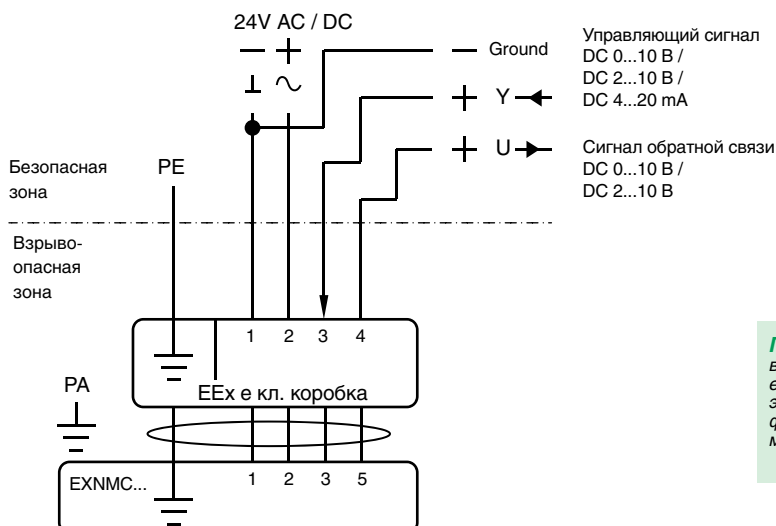 24V AC / DC
Ground
Управляющий сигнал
DC 0...10 В /
DC 2...10 В /
DC 4...20 mA
Y
U
Сигнал обратной связи
DC 0...10 В /
DC 2...10 В
Безопасная
зона
PE
Взрыво-
опасная
зона
1 2 3 4
EEx e кл. коробка
PA
EXNMC...
1 2 3 5